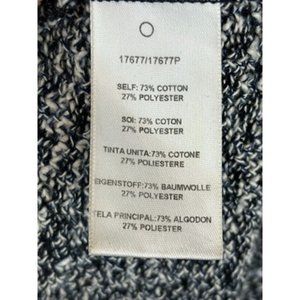 17677/17677P
SELF: 73% COTTON
27% POLYESTER
SOI: 73% COTON
27% POLYESTER
TINTA UNITA: 73% COTONE
27% POLIESTERE
EIGENSTOFF: 73% BAUMWOLLE
27% POLYESTER
TELA PRINCIPAL: 73% ALGODON
27% POLIESTER